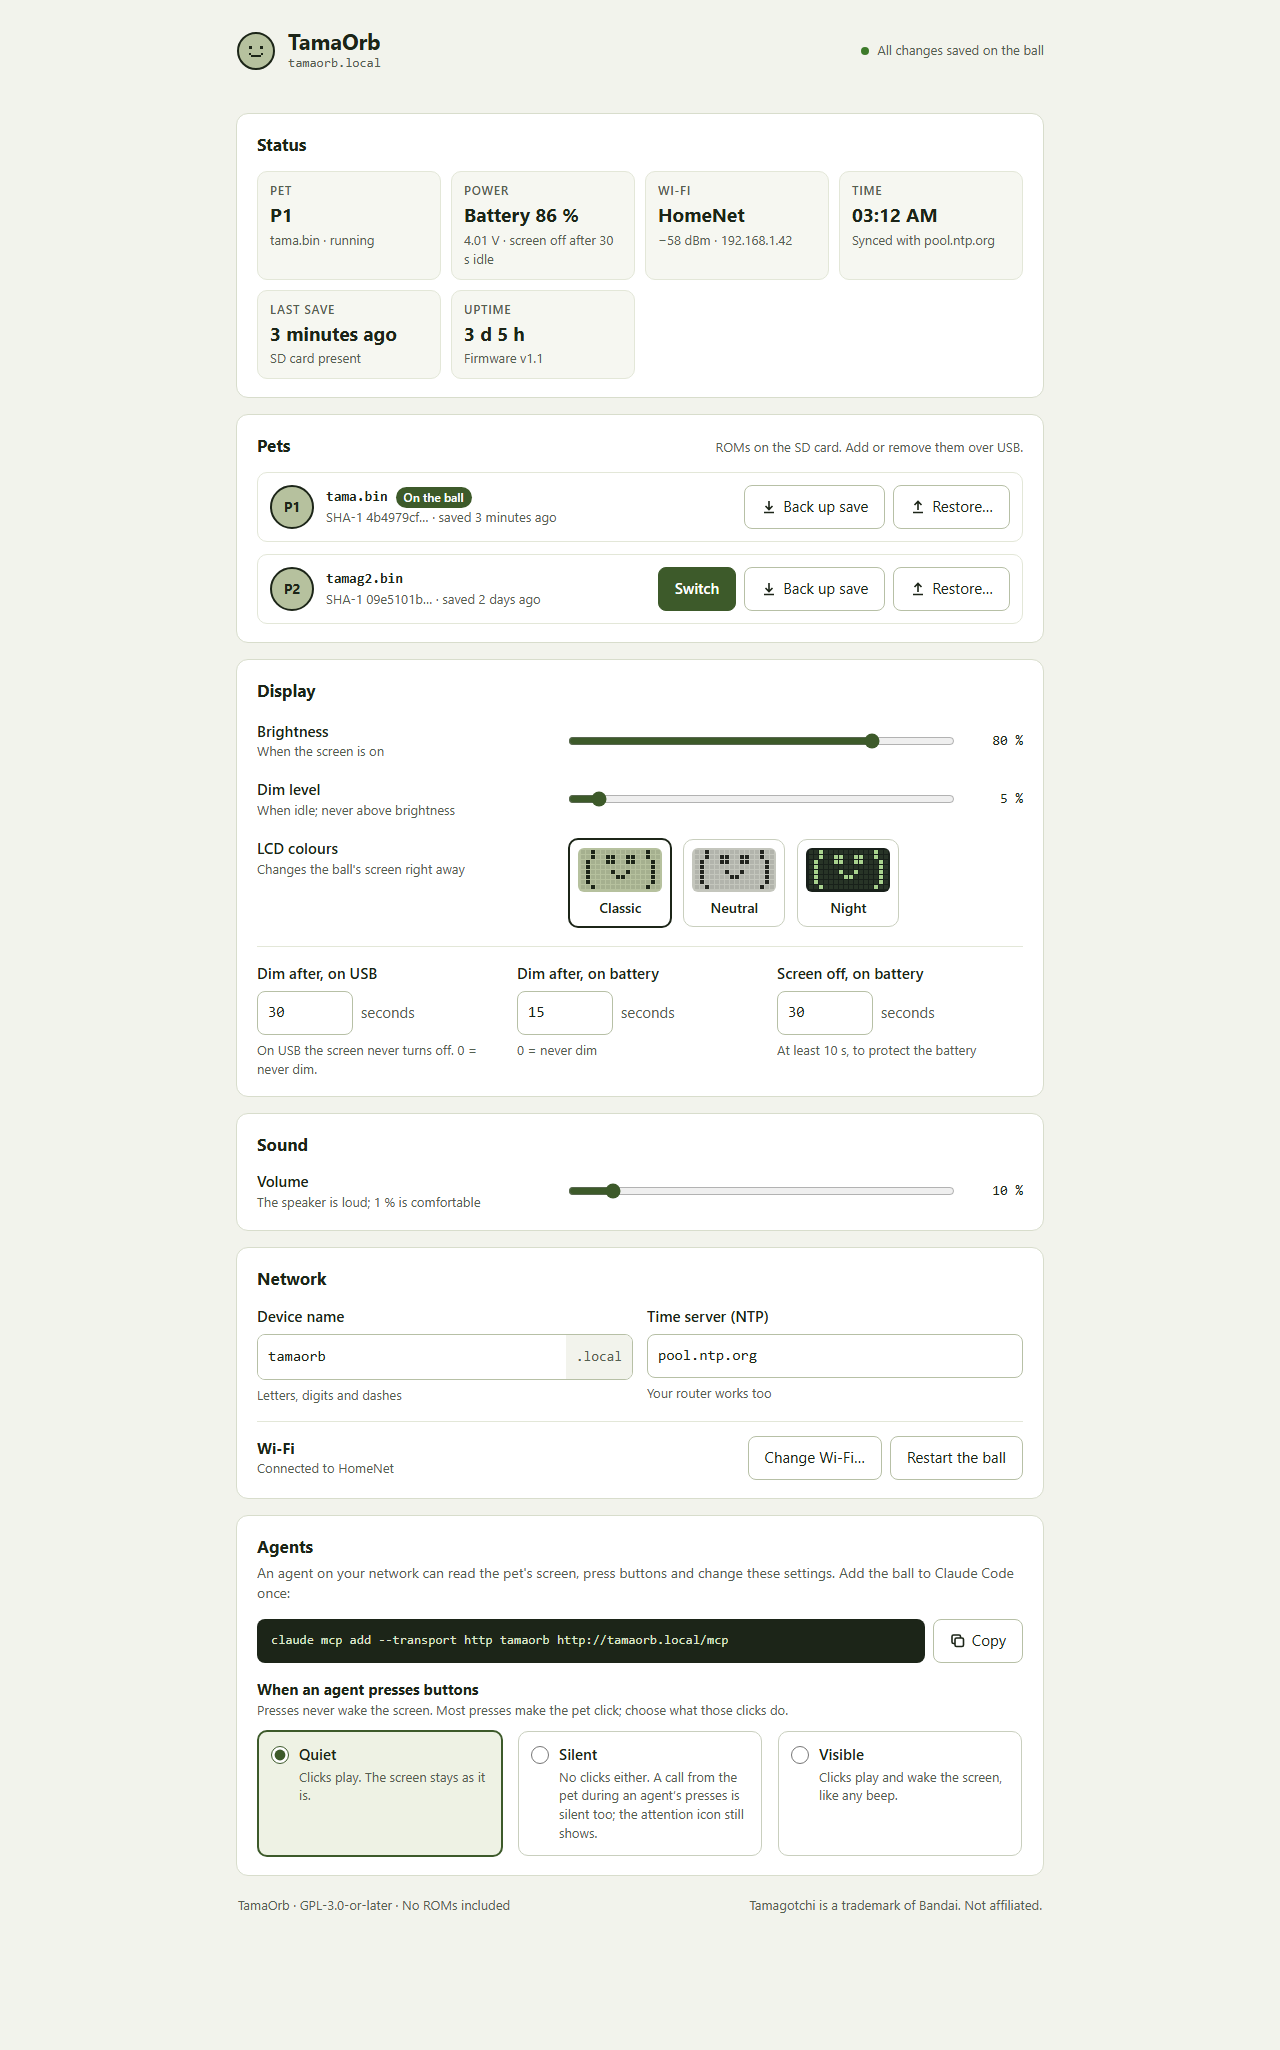 TamaOrb
tamaorb.local
All changes saved on the ball
Status
PET
P1
tama.bin · running
POWER
Battery 86 %
4.01 V · screen off after 30
s idle
WI-FI
HomeNet
−58 dBm · 192.168.1.42
TIME
03:12 AM
Synced with pool.ntp.org
LAST SAVE
3 minutes ago
SD card present
UPTIME
3 d 5 h
Firmware v1.1
Pets
ROMs on the SD card. Add or remove them over USB.
P1
tama.bin On the ball
SHA-1 4b4979cf… · saved 3 minutes ago
Back up save
Restore…
P2
tamag2.bin
SHA-1 09e5101b… · saved 2 days ago
Switch
Back up save
Restore…
Display
Brightness
When the screen is on
80 %
Dim level
When idle; never above brightness
5 %
LCD colours
Changes the ball's screen right away
Classic
Neutral
Night
Dim after, on USB
30 seconds
On USB the screen never turns off. 0 =
never dim.
Dim after, on battery
15 seconds
0 = never dim
Screen off, on battery
30 seconds
At least 10 s, to protect the battery
Sound
Volume
The speaker is loud; 1 % is comfortable
10 %
Network
Device name
tamaorb .local
Letters, digits and dashes
Time server (NTP)
pool.ntp.org
Your router works too
Wi-Fi
Connected to HomeNet
Change Wi-Fi…
Restart the ball
Agents
An agent on your network can read the pet's screen, press buttons and change these settings. Add the ball to Claude Code
once:
claude mcp add --transport http tamaorb http://tamaorb.local/mcp
Copy
When an agent presses buttons
Presses never wake the screen. Most presses make the pet click; choose what those clicks do.
Quiet
Clicks play. The screen stays as it
is.
Silent
No clicks either. A call from the
pet during an agent's presses is
silent too; the attention icon still
shows.
Visible
Clicks play and wake the screen,
like any beep.
TamaOrb · GPL-3.0-or-later · No ROMs included
Tamagotchi is a trademark of Bandai. Not affiliated.